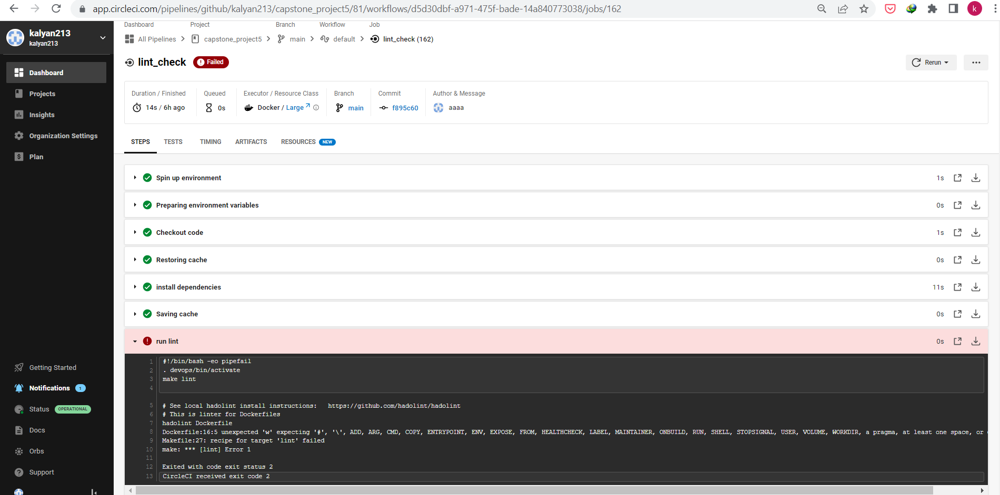 app.circleci.com/pipelines/github/kalyan213/capstone_project5/81/workflows/d5d30dbf-a971-475f-bade-14a840773038/jobs/162
k
kalyan213
kalyan213
Dashboard
Projects
Insights
Organization Settings
Plan
Getting Started
Notifications 1
Status OPERATIONAL
Docs
Orbs
Support
Dashboard Project Branch Workflow Job
All Pipelines capstone_project5 main default lint_check (162)
lint_check Failed
Rerun
Duration / Finished Queued Executor / Resource Class Branch Commit Author & Message
14s / 6h ago 0s Docker / Large main f895c60 aaaa
STEPS TESTS TIMING ARTIFACTS RESOURCES NEW
Spin up environment 1s
Preparing environment variables 0s
Checkout code 1s
Restoring cache 0s
install dependencies 11s
Saving cache 0s
run lint 0s
1 #!/bin/bash -eo pipefail
2 . devops/bin/activate
3 make lint
4
5 # See local hadolint install instructions: https://github.com/hadolint/hadolint
6 # This is linter for Dockerfiles
7 hadolint Dockerfile
8 Dockerfile:16:5 unexpected 'w' expecting '#', '\', ADD, ARG, CMD, COPY, ENTRYPOINT, ENV, EXPOSE, FROM, HEALTHCHECK, LABEL, MAINTAINER, ONBUILD, RUN, SHELL, STOPSIGNAL, USER, VOLUME, WORKDIR, a pragma, at least one space, or
9 Makefile:27: recipe for target 'lint' failed
10 make: *** [lint] Error 1
11
12 Exited with code exit status 2
13 CircleCI received exit code 2